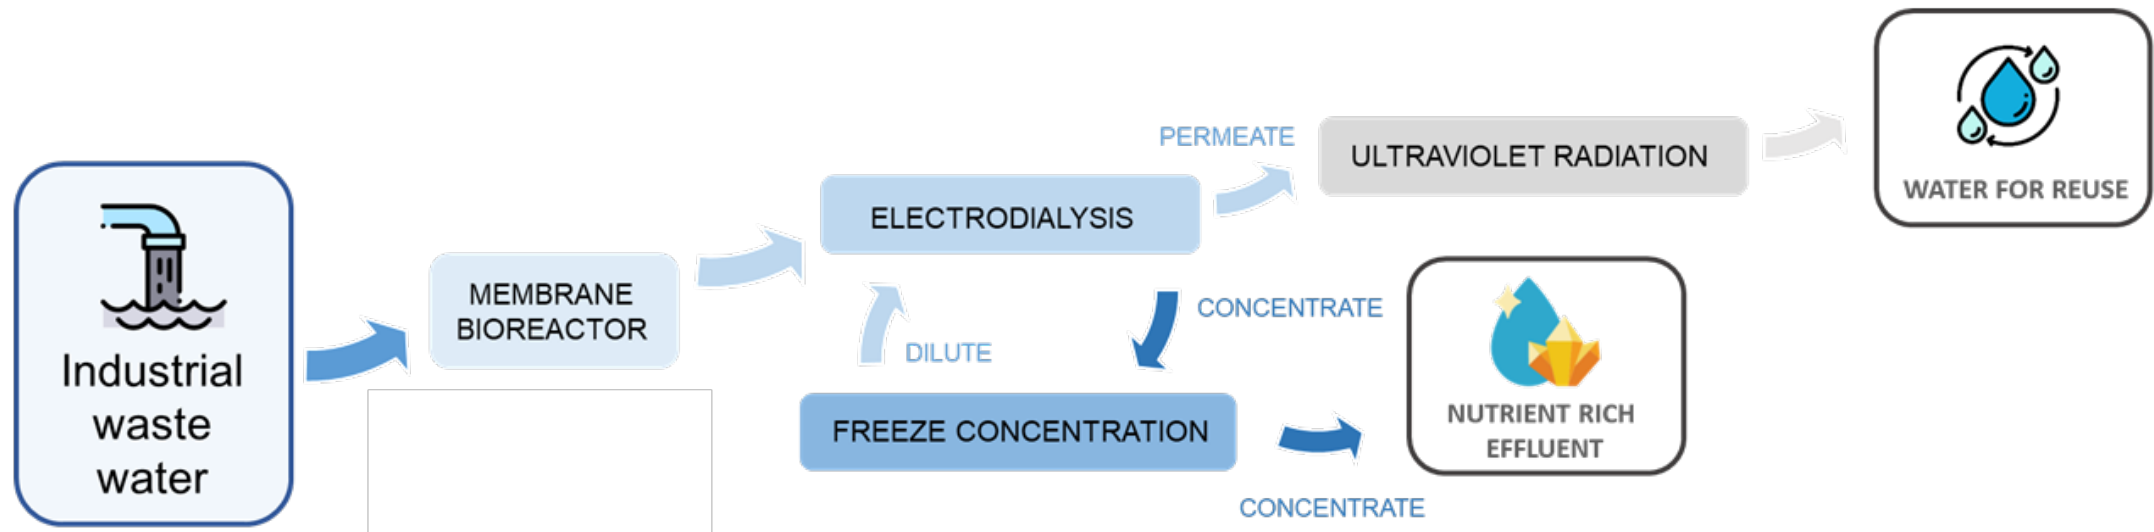 Industrial
waste
water
MEMBRANE
BIOREACTOR
ELECTRODIALYSIS
PERMEATE
ULTRAVIOLET RADIATION
WATER FOR REUSE
DILUTE
CONCENTRATE
FREEZE CONCENTRATION
CONCENTRATE
NUTRIENT RICH
EFFLUENT